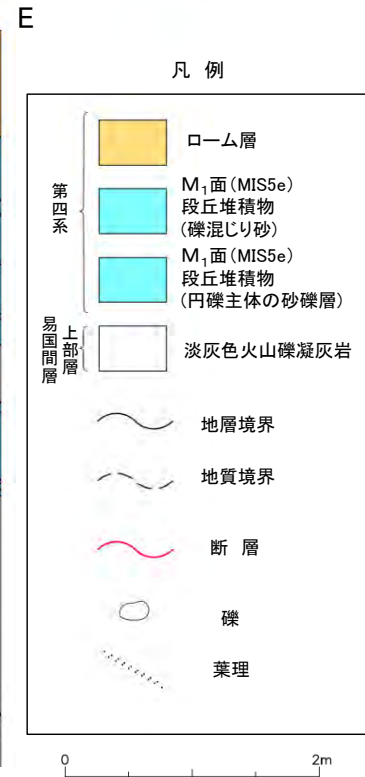 E
凡 例
第四系
ローム層
M₁面(MIS5e)
段丘堆積物
(礫混じり砂)
M₁面(MIS5e)
段丘堆積物
(円礫主体の砂礫層)
易国間層
上部層
淡灰色火山礫凝灰岩
地層境界
地質境界
断 層
礫
葉理
0 2m